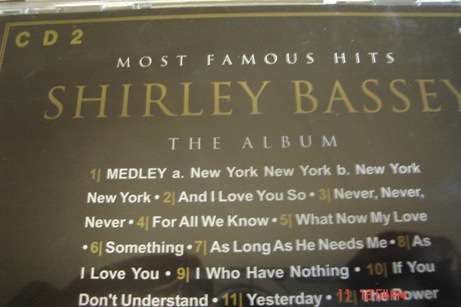 CD2
MOST FAMOUS HITS
SHIRLEY BASSEY
THE ALBUM
1| MEDLEY a. New York New York b. New York
New York • 2| And I Love You So • 3| Never, Never,
Never • 4| For All We Know • 5| What Now My Love
• 6| Something • 7| As Long As He Needs Me • 8| As
I Love You • 9| I Who Have Nothing • 10| If You
Don't Understand • 11| Yesterday • 12| The Power